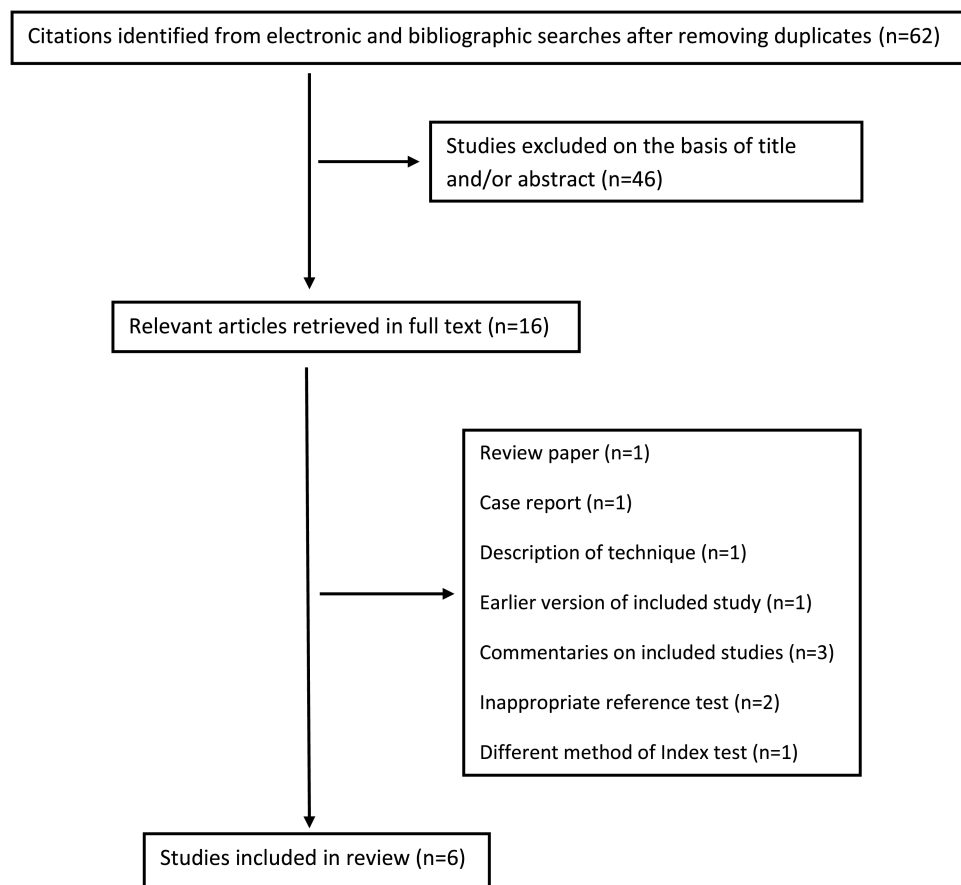 Citations identified from electronic and bibliographic searches after removing duplicates (n=62)
Studies excluded on the basis of title
and/or abstract (n=46)
Relevant articles retrieved in full text (n=16)
Review paper (n=1)
Case report (n=1)
Description of technique (n=1)
Earlier version of included study (n=1)
Commentaries on included studies (n=3)
Inappropriate reference test (n=2)
Different method of Index test (n=1)
Studies included in review (n=6)